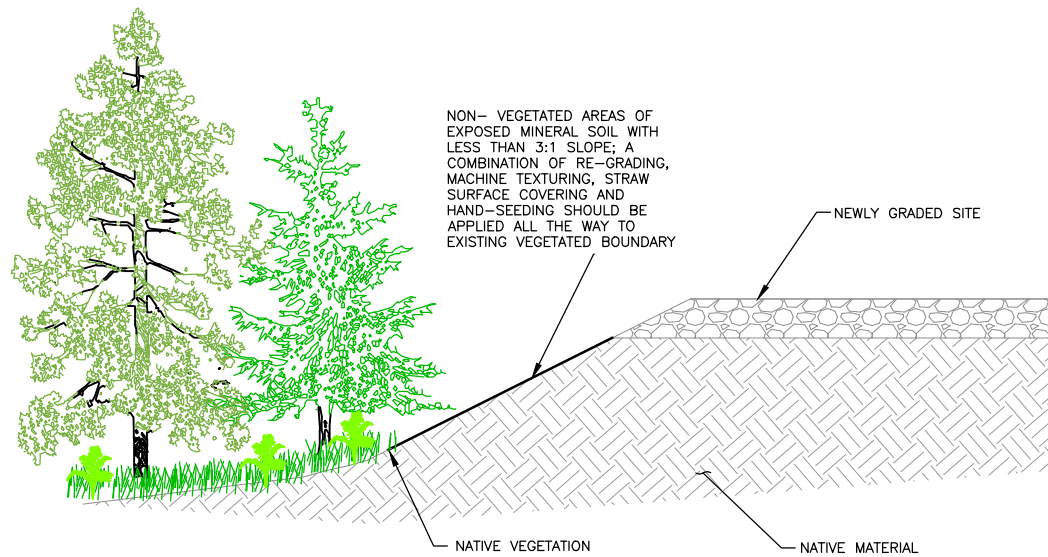 NON- VEGETATED AREAS OF
EXPOSED MINERAL SOIL WITH
LESS THAN 3:1 SLOPE; A
COMBINATION OF RE-GRADING,
MACHINE TEXTURING, STRAW
SURFACE COVERING AND
HAND-SEEDING SHOULD BE
APPLIED ALL THE WAY TO
EXISTING VEGETATED BOUNDARY
NEWLY GRADED SITE
NATIVE VEGETATION
NATIVE MATERIAL